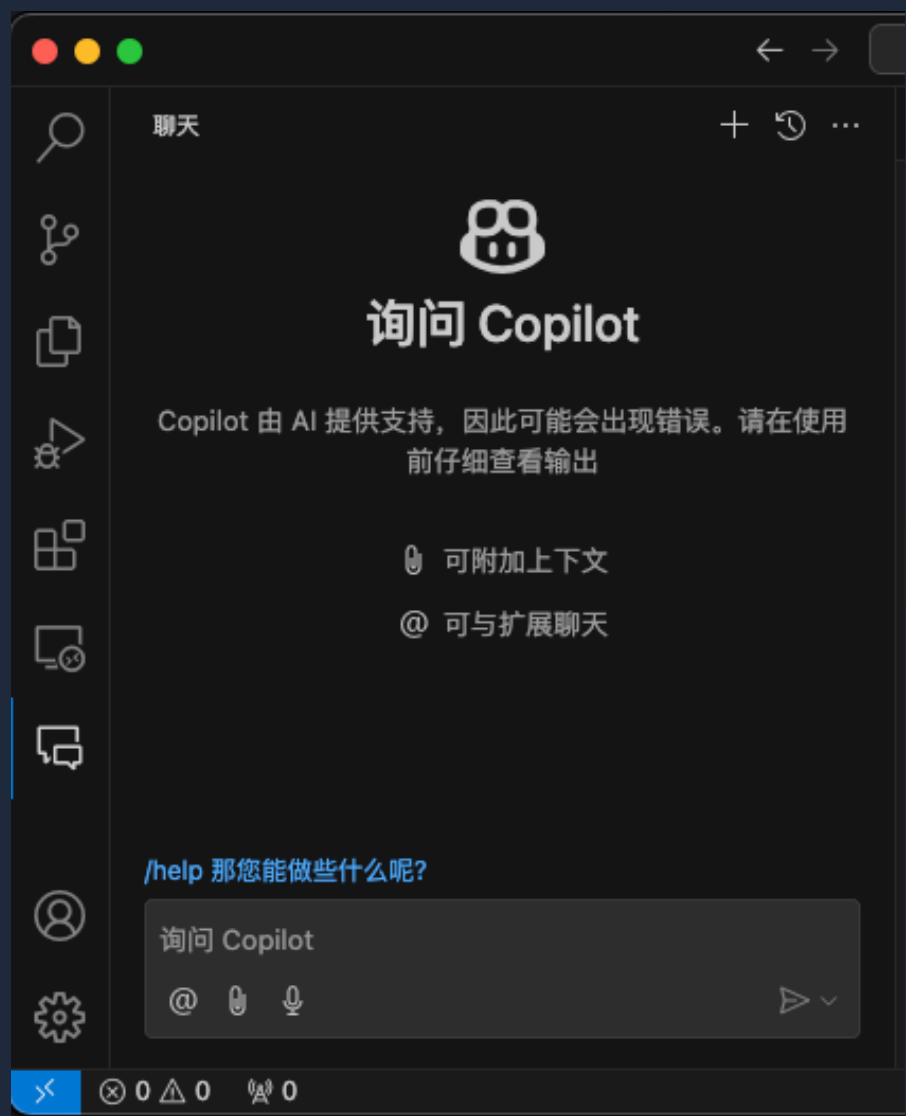 聊天
询问 Copilot
Copilot 由 AI 提供支持，因此可能会出现错误。请在使用
前仔细查看输出
可附加上下文
@ 可与扩展聊天
/help 那您能做些什么呢?
询问 Copilot
@
0 0 0